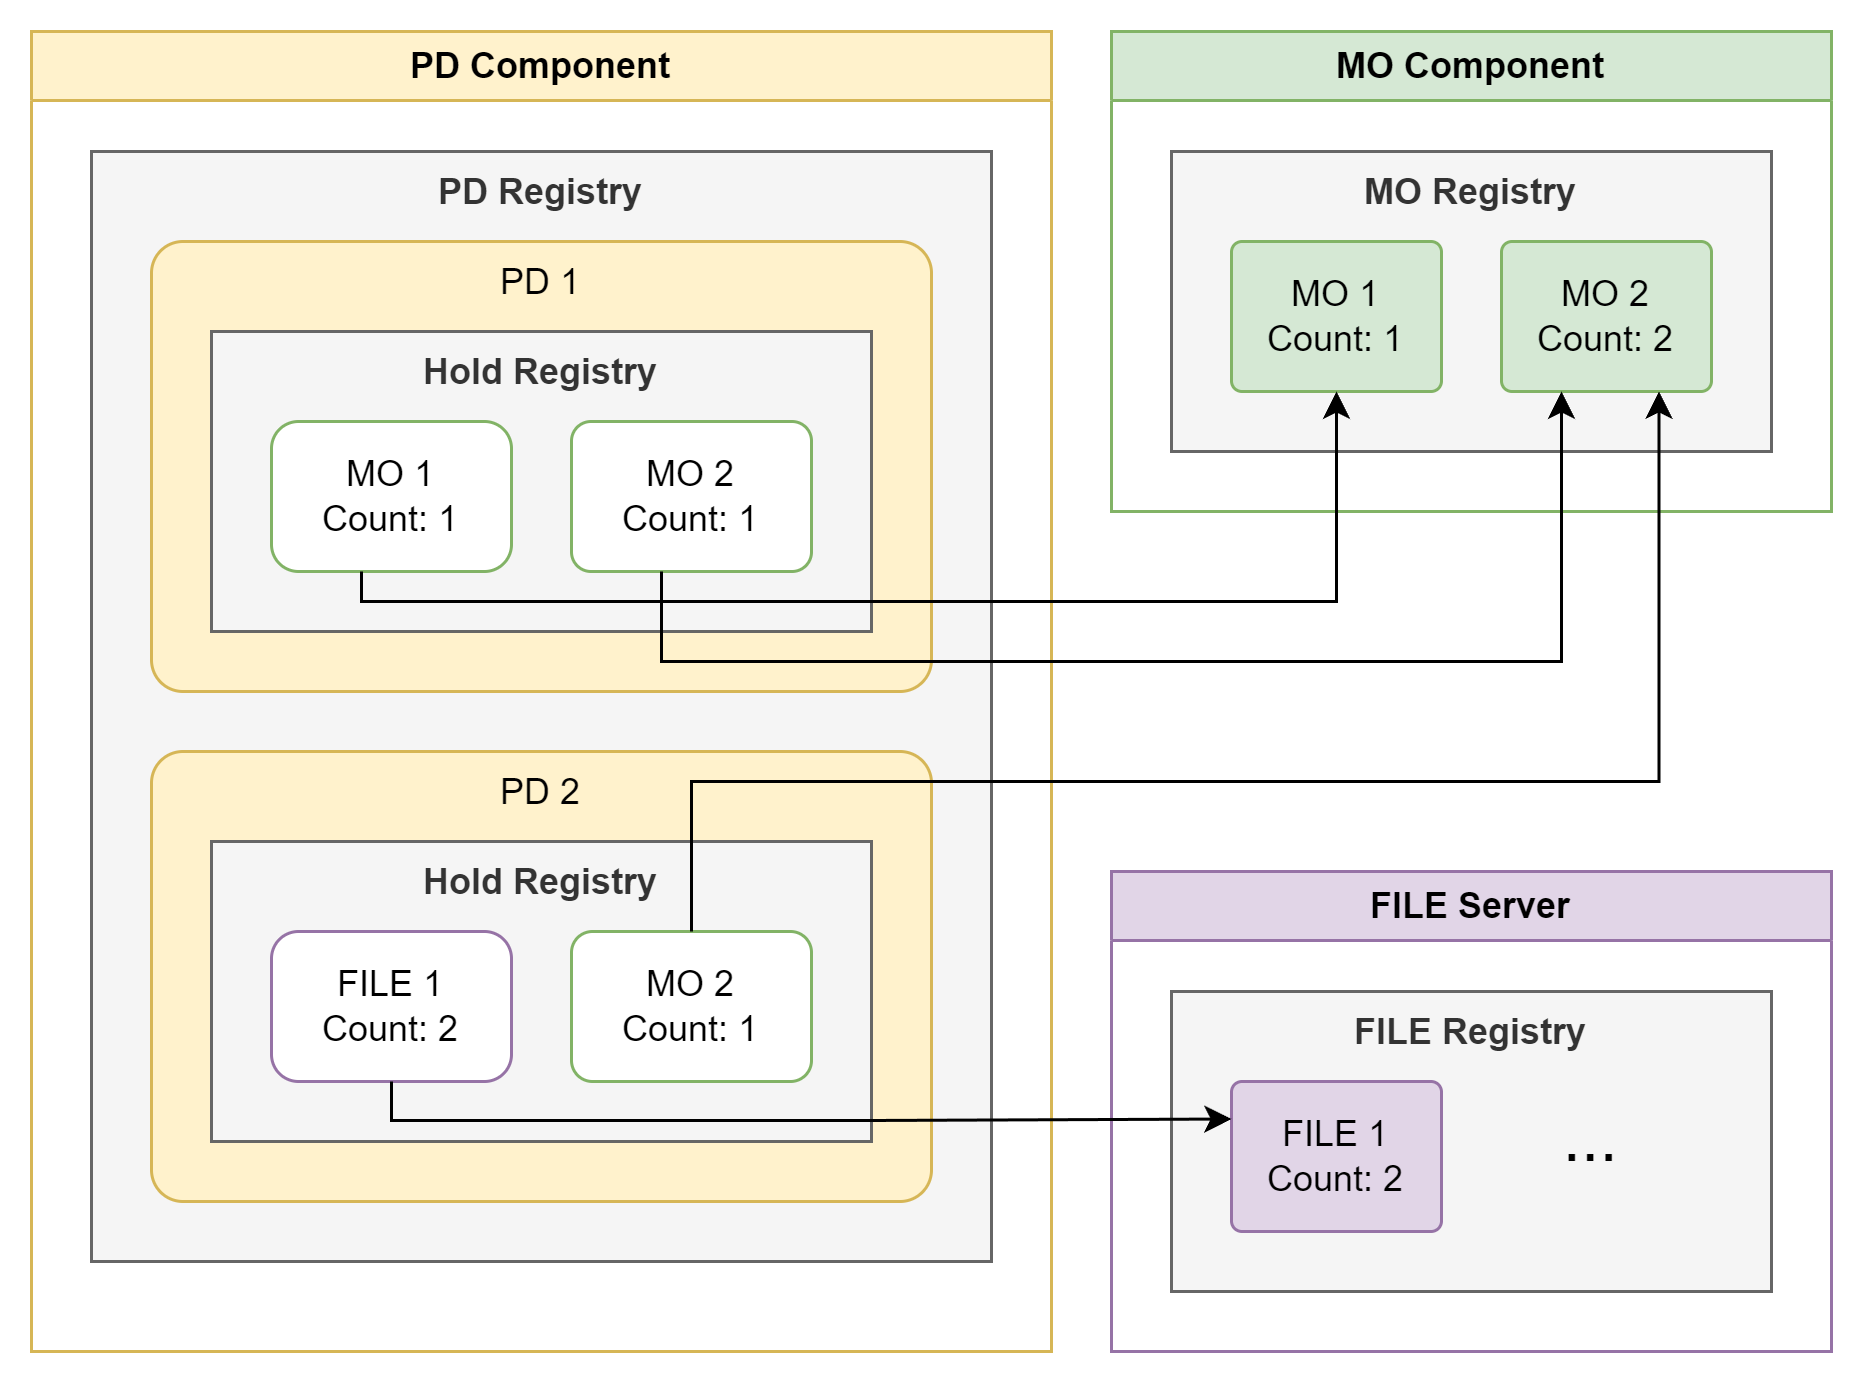 PD Component
PD Registry
PD 1
Hold Registry
MO 1
Count: 1
MO 2
Count: 1
PD 2
Hold Registry
FILE 1
Count: 2
MO 2
Count: 1
MO Component
MO Registry
MO 1
Count: 1
MO 2
Count: 2
FILE Server
FILE Registry
FILE 1
Count: 2
...